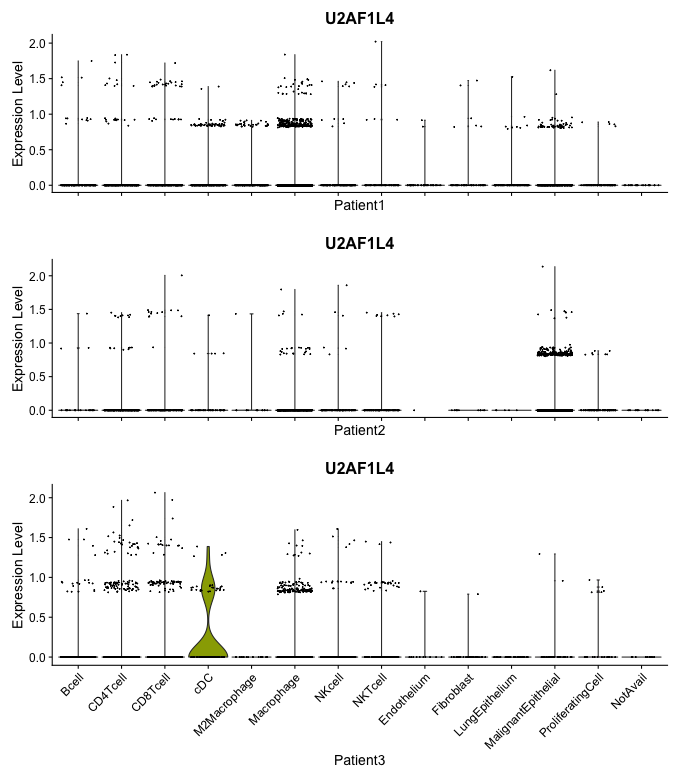 U2AF1L4
Expression Level
2.0
1.5
1.0
0.5
0.0
Patient1
U2AF1L4
Expression Level
2.0
1.5
1.0
0.5
0.0
Patient2
U2AF1L4
Expression Level
2.0
1.5
1.0
0.5
0.0
Bcell
CD4Tcell
CD8Tcell
cDC
M2Macrophage
Macrophage
NKcell
NKTcell
Endothelium
Fibroblast
LungEpithelium
MalignantEpithelial
ProliferatingCell
NotAvail
Patient3